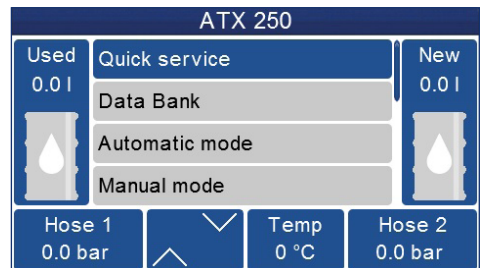 ATX 250
Used
0.0 l
Quick service
Data Bank
Automatic mode
Manual mode
New
0.0 l
Hose 1
0.0 bar
Temp
0 °C
Hose 2
0.0 bar